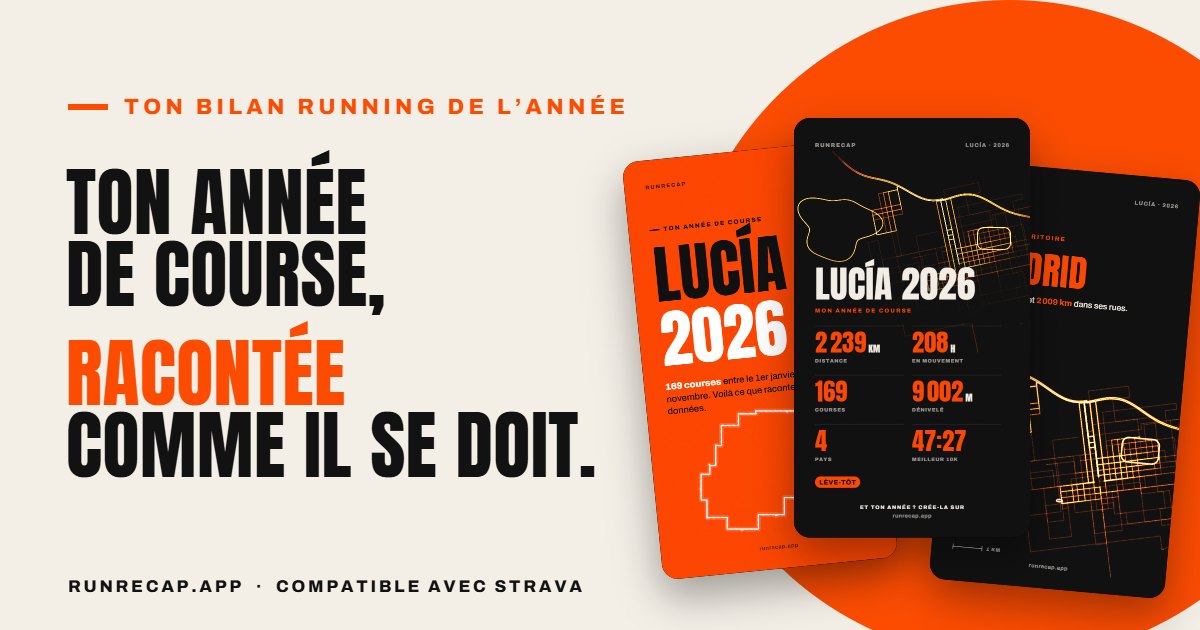 TON BILAN RUNNING DE L’ANNÉE
TON ANNÉE
DE COURSE,
RACONTÉE
COMME IL SE DOIT.
RUNRECAP.APP · COMPATIBLE AVEC STRAVA
RUNRECAP
TON ANNÉE DE COURSE
LUCÍA
2026
169 courses entre le 1er janvie
novembre. Voilà ce que raconte
données.
runrecap.app
RUNRECAP
LUCÍA · 2026
LUCÍA 2026
MON ANNÉE DE COURSE
2 239 KM
208 H
DISTANCE
EN MOUVEMENT
169
9 002 M
COURSES
DÉNIVELÉ
4
47:27
PAYS
MEILLEUR 10K
LÈVE-TÔT
ET TON ANNÉE ? CRÉE-LA SUR
runrecap.app
LUCÍA · 2026
RITOIRE
DRID
t 2 009 km dans ses rues.
1 KM
runrecap.app